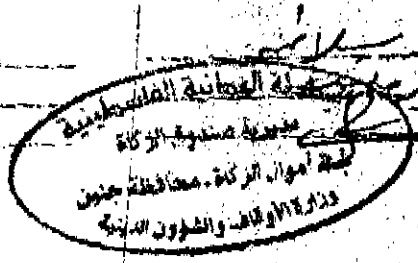 السلطة الوطنية الفلسطينية
مديرية صندوق الزكاة
لجنة أموال الزكاة - محافظة جنين
وزارة الأوقاف والشؤون الدينية